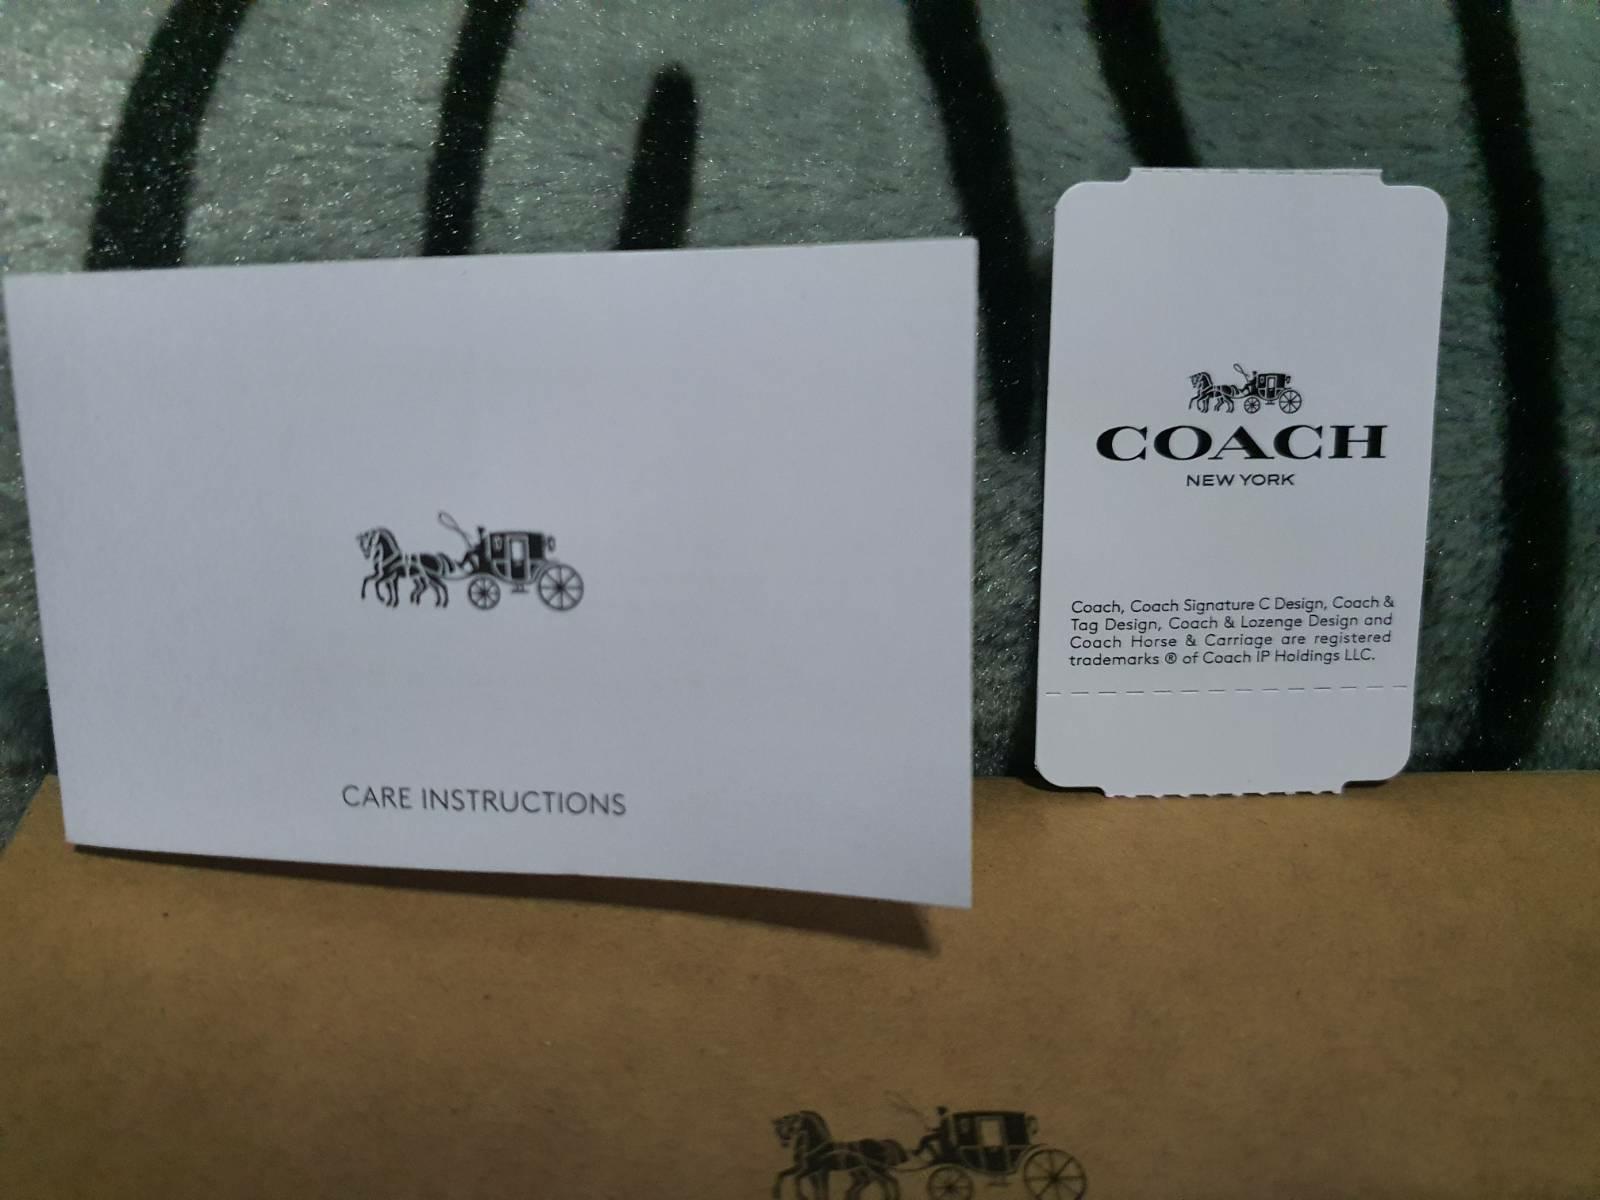 CARE INSTRUCTIONS
COACH
NEW YORK
Coach, Coach Signature C Design, Coach &
Tag Design, Coach & Lozenge Design and
Coach Horse & Carriage are registered
trademarks ® of Coach IP Holdings LLC.